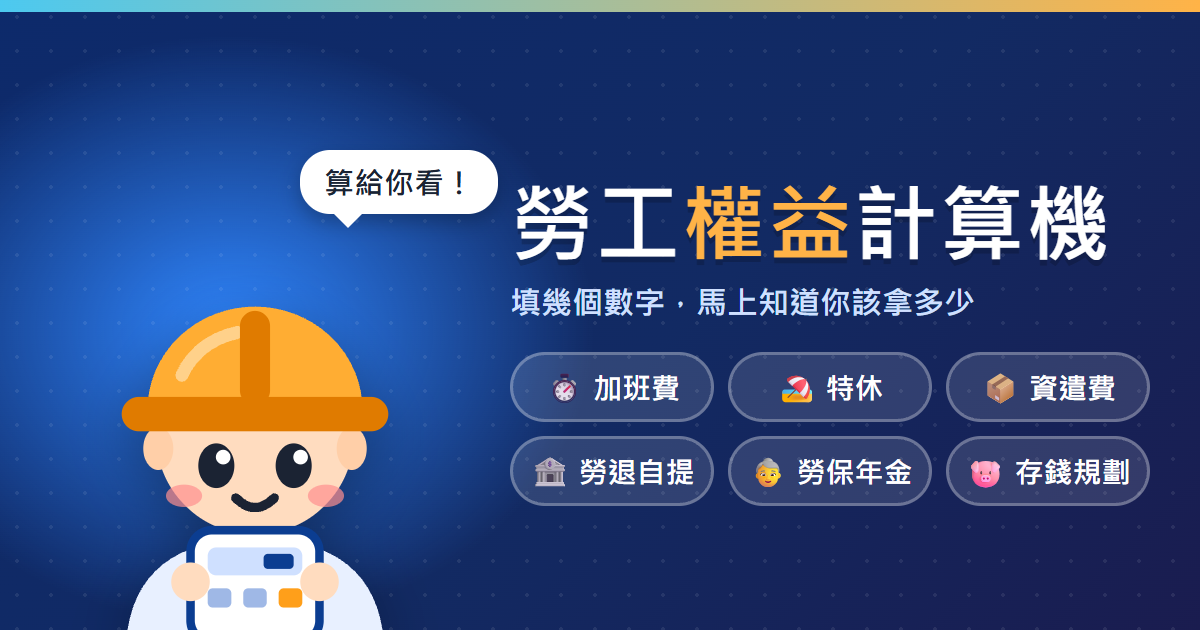 算給你看！
勞工權益計算機
填幾個數字，馬上知道你該拿多少
加班費
特休
資遣費
勞退自提
勞保年金
存錢規劃